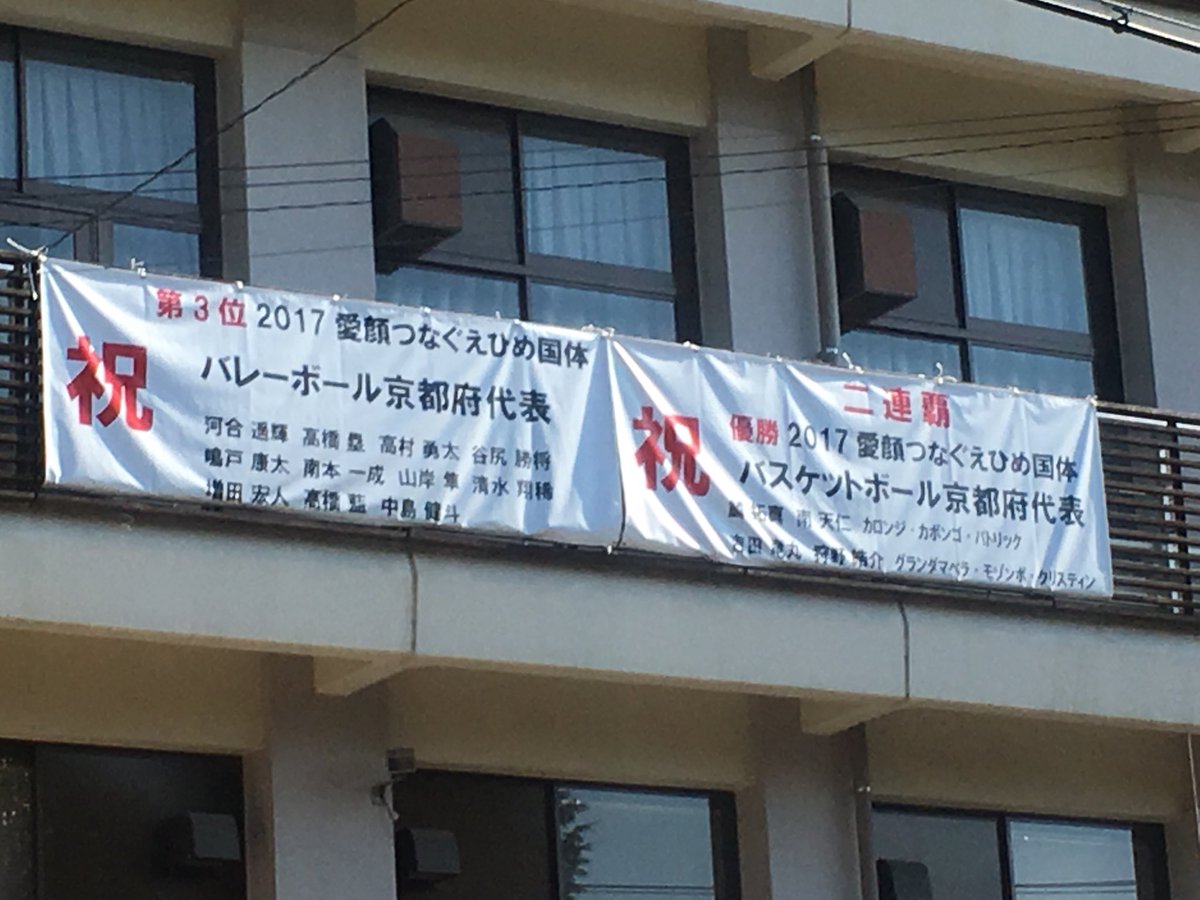 祝
第3位 2017 愛顔つなぐえひめ国体
バレーボール京都府代表
河合 遥輝 高橋 塁 高村 勇太 谷尻 勝将
鳴戸 康太 南本 一成 山岸 隼 清水 翔稀
増田 宏人 高橋 藍 中島 健斗
祝
二連覇
優勝 2017 愛顔つなぐえひめ国体
バスケットボール京都府代表
南 天仁 カロンジ・カボンゴ・パトリック
狩野 グランダマベラ・モゾンボ・クリスティン